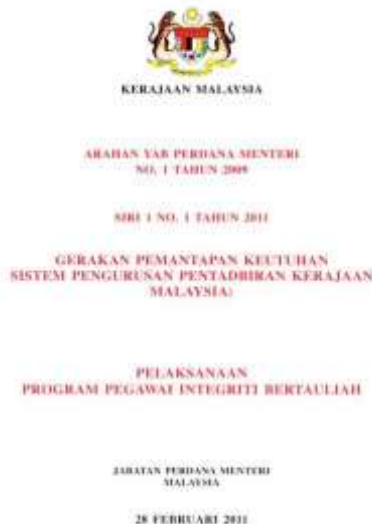 KERAJAAN MALAYSIA
ARAHAN YAB PERDANA MENTERI
NO. 1 TAHUN 2009
SIRI 1 NO. 1 TAHUN 2011
GERAKAN PEMANTAPAN KEUTUHAN
SISTEM PENGURUSAN PENTADBIRAN KERAJAAN
MALAYSIA)
PELAKSANAAN
PROGRAM PEGAWAI INTEGRITI BERTAULIAH
JABATAN PERDANA MENTERI
MALAYSIA
28 FEBRUARI 2011